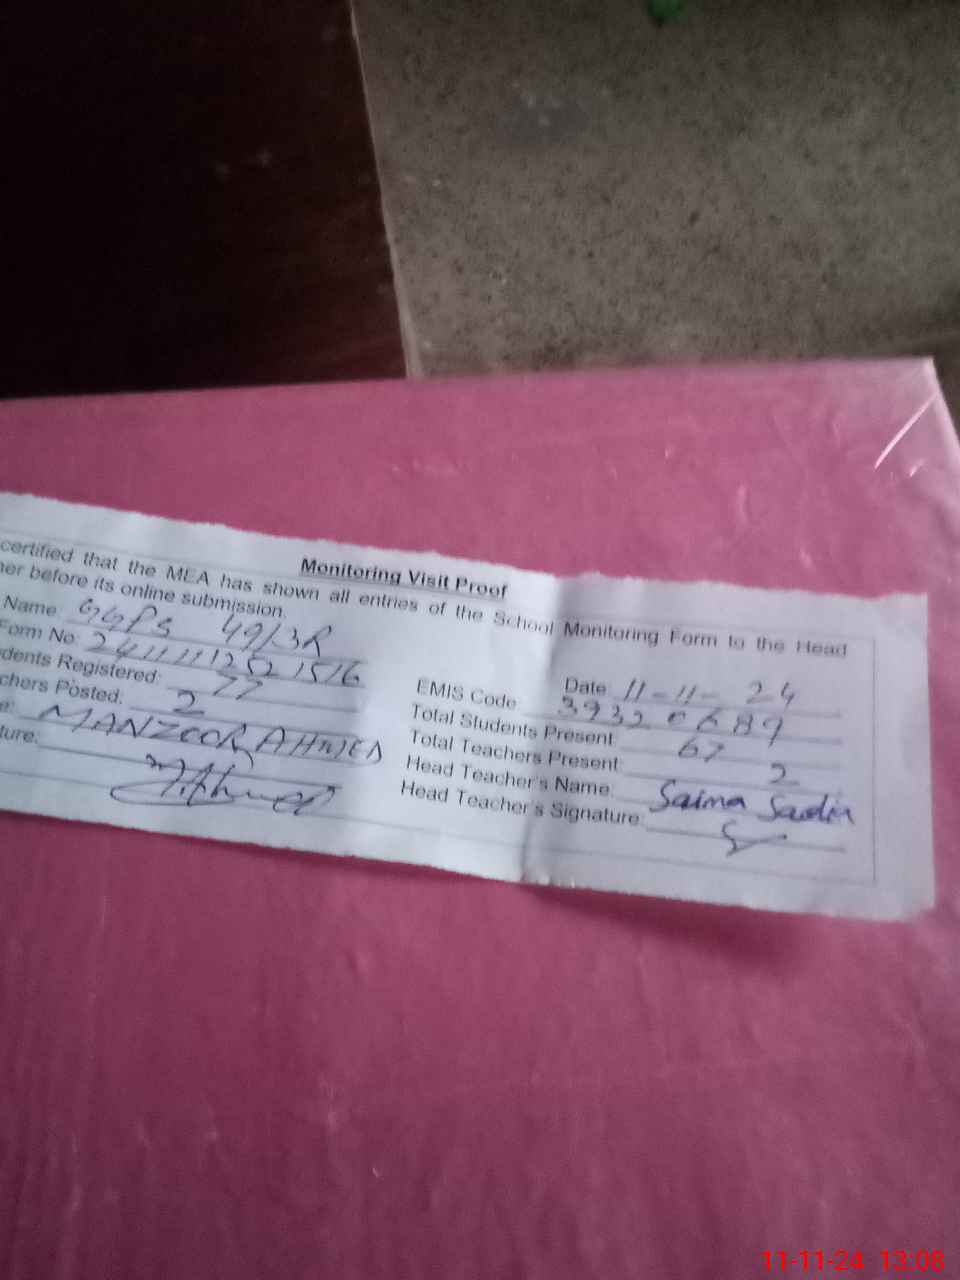 Monitoring Visit Proof
certified that the MEA has shown all entries of the School Monitoring Form to the Head
her before its online submission.
Name: GGPS 49/3R
Date 11-11-24
Form No: 24111112521516
EMIS Code: 39320689
dents Registered: 77
Total Students Present: 67
chers Posted: 2
Total Teachers Present: 2
e: MANZOOR AHMED
Head Teacher's Name: Saima Sadia
ture:
Head Teacher's Signature:
11-11-24 13:08